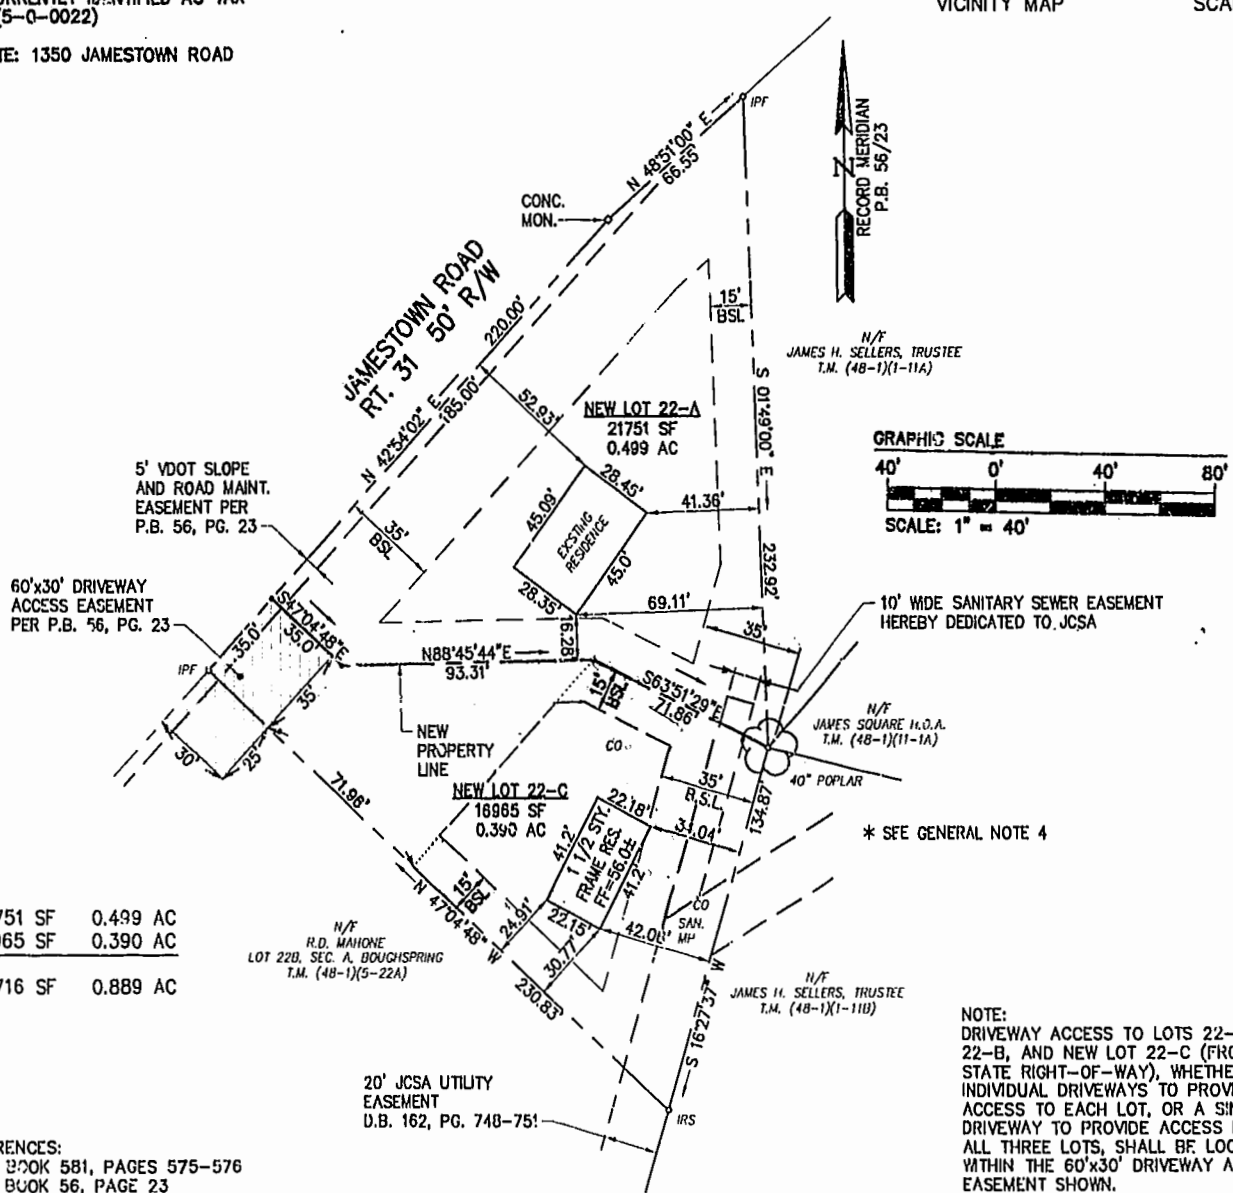 VICINITY MAP
(5-0-0022)
TE: 1350 JAMESTOWN ROAD
IPF
N 48°51'00" E
66.55'
CONC.
MON.
RECORD MERIDIAN
P.B. 56/23
N
JAMESTOWN ROAD
RT. 31 50' R/W
220.00'
15'
BSL
N/F
JAMES H. SELLERS, TRUSTEE
T.M. (48-1)(1-11A)
N 42°54'02" E
185.00'
52.93'
NEW LOT 22-A
21751 SF
0.499 AC
S 01°49'00" E
232.92'
GRAPHIC SCALE
40' 0' 40' 80'
SCALE: 1" = 40'
5' VDOT SLOPE
AND ROAD MAINT.
EASEMENT PER
P.B. 56, PG. 23
35'
BSL
28.45'
45.09'
EXISTING
RESIDENCE
45.0'
28.35'
41.36'
60'x30' DRIVEWAY
ACCESS EASEMENT
PER P.B. 56, PG. 23
69.11'
16.28'
10' WIDE SANITARY SEWER EASEMENT
HEREBY DEDICATED TO JCSA
35'
S47°04'48"E
35.0'
35.0'
IPF
35'
30'
25'
N88°45'44"E
93.31'
S63°51'29"E
71.86'
15'
BSL
NEW
PROPERTY
LINE
N/F
JAMES SQUARE H.O.A.
T.M. (48-1)(11-1A)
40" POPLAR
CO
71.96'
NEW LOT 22-C
16965 SF
0.390 AC
35'
B.S.L.
134.87'
22.18'
34.04'
41.2'
1 1/2 STY.
FRAME RES.
FF=56.0±
41.2'
22.15'
* SEE GENERAL NOTE 4
15'
BSL
24.91'
30.77'
42.06'
CO
SAN.
MH
N 47°04'48" W
230.83'
751 SF 0.499 AC
965 SF 0.390 AC
716 SF 0.889 AC
N/F
R.D. MAHONE
LOT 22B, SEC. A, BOUGHSPRING
T.M. (48-1)(5-22A)
N/F
JAMES H. SELLERS, TRUSTEE
T.M. (48-1)(1-11B)
S 16°27'37" W
IRS
20' JCSA UTILITY
EASEMENT
D.B. 162, PG. 748-751
NOTE:
DRIVEWAY ACCESS TO LOTS 22-
22-B, AND NEW LOT 22-C (FRO
STATE RIGHT-OF-WAY), WHETHE
INDIVIDUAL DRIVEWAYS TO PROVI
ACCESS TO EACH LOT, OR A SIN
DRIVEWAY TO PROVIDE ACCESS
ALL THREE LOTS, SHALL BE LOC
WITHIN THE 60'x30' DRIVEWAY A
EASEMENT SHOWN.
RENCES:
BOOK 581, PAGES 575-576
BOOK 56, PAGE 23